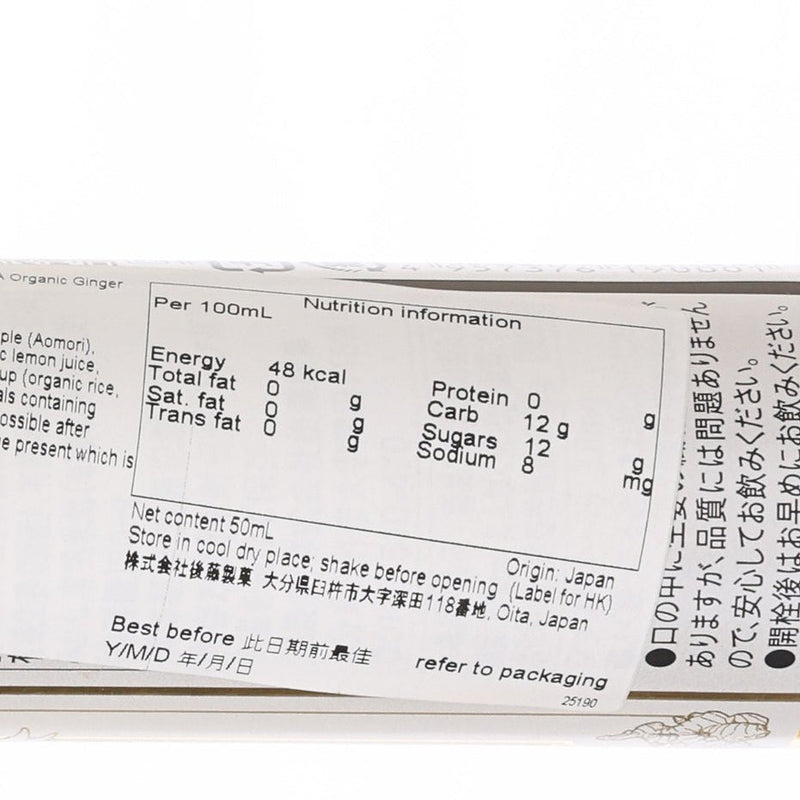 Organic Ginger
ple (Aomori),
c lemon juice,
up (organic rice,
als containing
ossible after
e present which is
Per 100mL Nutrition information
Energy 48 kcal
Total fat 0 g
Sat. fat 0 g
Trans fat 0 g
Protein 0 g
Carb 12 g
Sugars 12 g
Sodium 8 mg
Net content 50mL
Origin: Japan
Store in cool dry place; shake before opening (Label for HK)
株式会社後藤製菓 大分県臼杵市大字深田118番地, Oita, Japan
Best before 此日期前最佳
Y/M/D 年/月/日
refer to packaging
25190
ありますが、品質には問題ありません
ので、安心してお飲みください。
●開栓後はお早めにお飲みください。